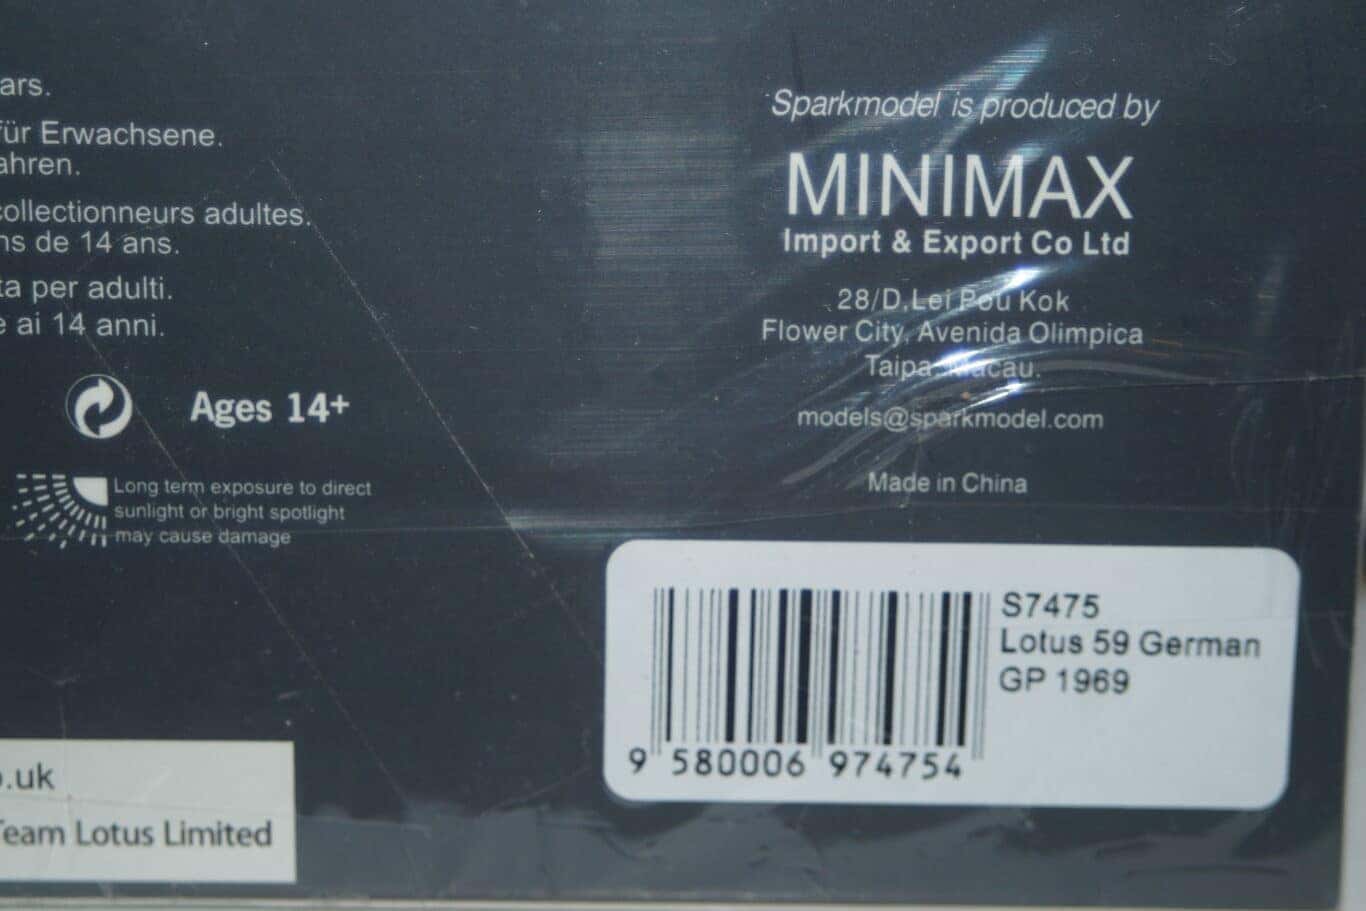 ars.
für Erwachsene.
ahren.
collectionneurs adultes.
ns de 14 ans.
ta per adulti.
e ai 14 anni.
Ages 14+
Long term exposure to direct
sunlight or bright spotlight
may cause damage
.uk
Team Lotus Limited
Sparkmodel is produced by
MINIMAX
Import & Export Co Ltd
28/D, Lei Pou Kok
Flower City, Avenida Olimpica
Taipa, Macau.
models@sparkmodel.com
Made in China
S7475
Lotus 59 German
GP 1969
9 580006 974754